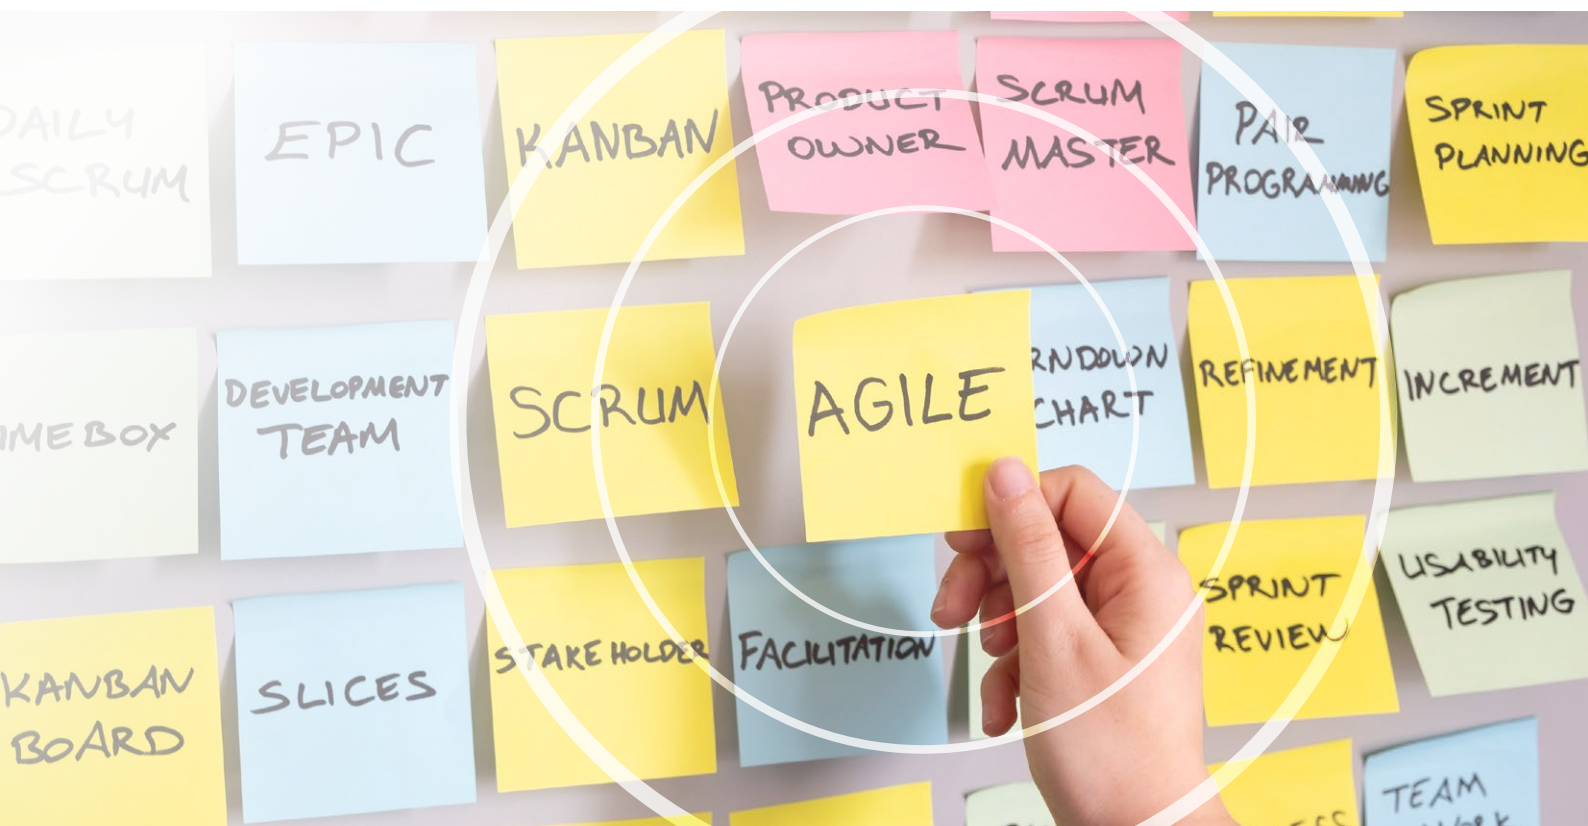 DAILY
SCRUM
EPIC
KANBAN
PRODUCT
OWNER
SCRUM
MASTER
PAIR
PROGRAMMING
SPRINT
PLANNING
DEVELOPMENT
TEAM
SCRUM
AGILE
CHART
REFINEMENT
INCREMENT
KANBAN
BOARD
SLICES
STAKEHOLDER
FACILITATION
SPRINT
REVIEW
USABILITY
TESTING
TEAM